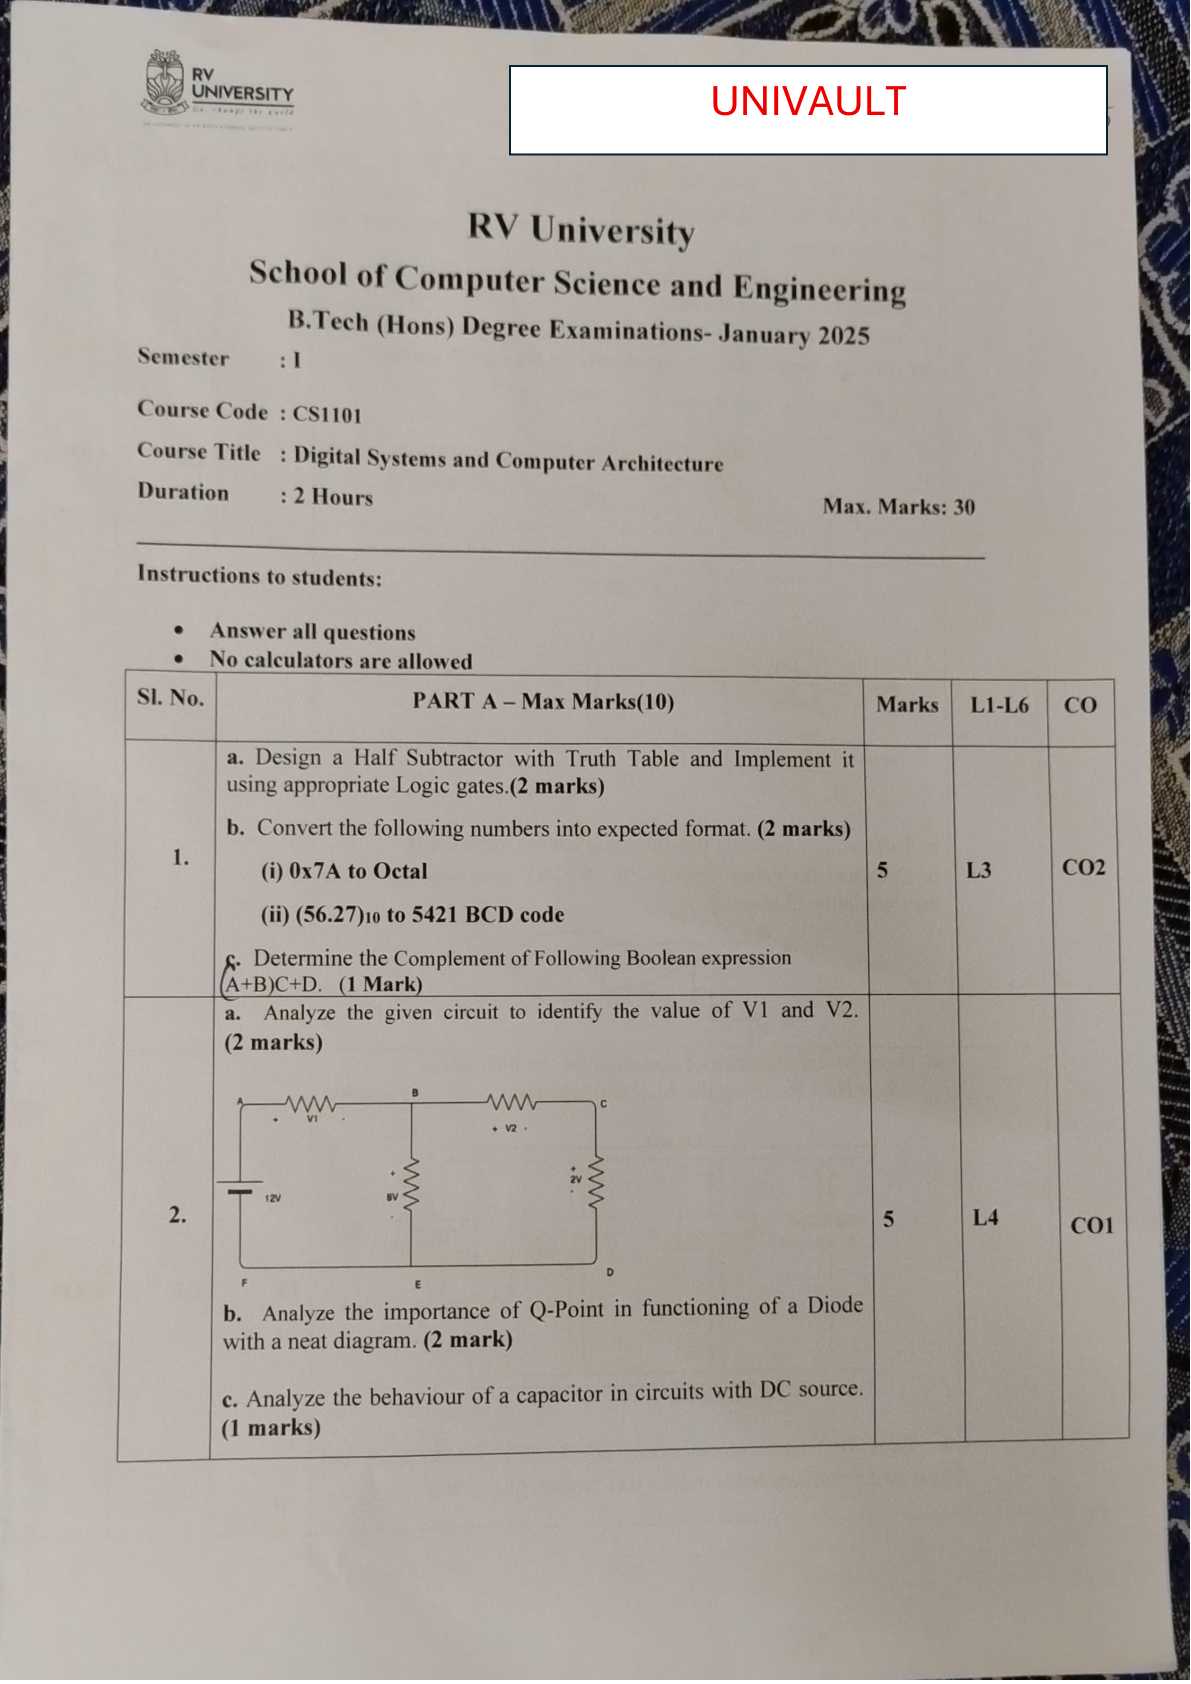 RV
UNIVERSITY
UNIVAULT
RV University
School of Computer Science and Engineering
B.Tech (Hons) Degree Examinations- January 2025
Semester : I
Course Code : CS1101
Course Title : Digital Systems and Computer Architecture
Duration : 2 Hours
Max. Marks: 30
Instructions to students:
• Answer all questions
• No calculators are allowed
Sl. No. PART A – Max Marks(10) Marks L1-L6 CO
a. Design a Half Subtractor with Truth Table and Implement it
using appropriate Logic gates.(2 marks)
b. Convert the following numbers into expected format. (2 marks)
1.
(i) 0x7A to Octal
5 L3 CO2
(ii) (56.27)10 to 5421 BCD code
c. Determine the Complement of Following Boolean expression
(A+B)C+D. (1 Mark)
a. Analyze the given circuit to identify the value of V1 and V2.
(2 marks)
A B C
+ V1 -
+ V2 -
+ 
2V
-
12V
+
8V
-
2.
5 L4 CO1
F E D
b. Analyze the importance of Q-Point in functioning of a Diode
with a neat diagram. (2 mark)
c. Analyze the behaviour of a capacitor in circuits with DC source.
(1 marks)